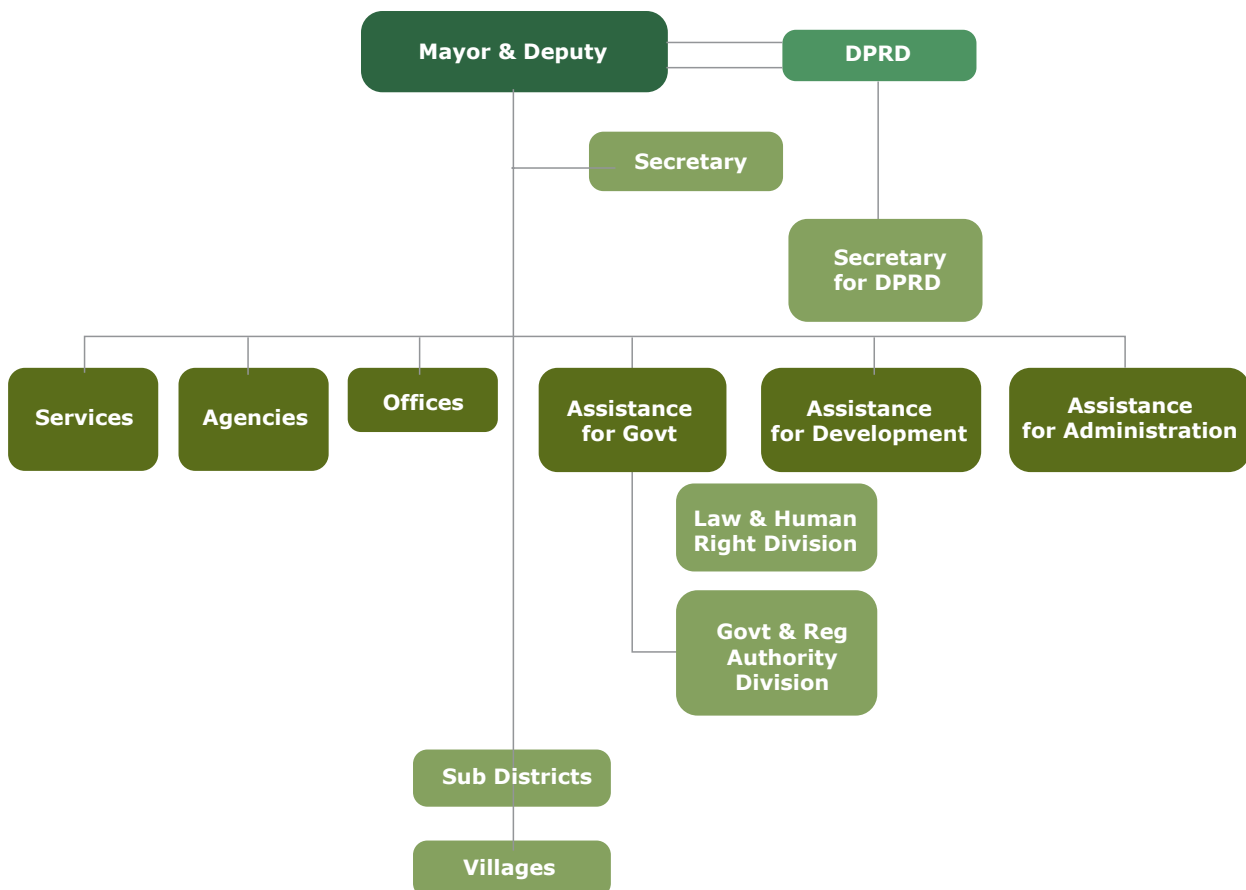 Mayor & Deputy
DPRD
Secretary
Secretary
for DPRD
Services
Agencies
Offices
Assistance
for Govt
Assistance
for Development
Assistance
for Administration
Law & Human
Right Division
Govt & Reg
Authority
Division
Sub Districts
Villages